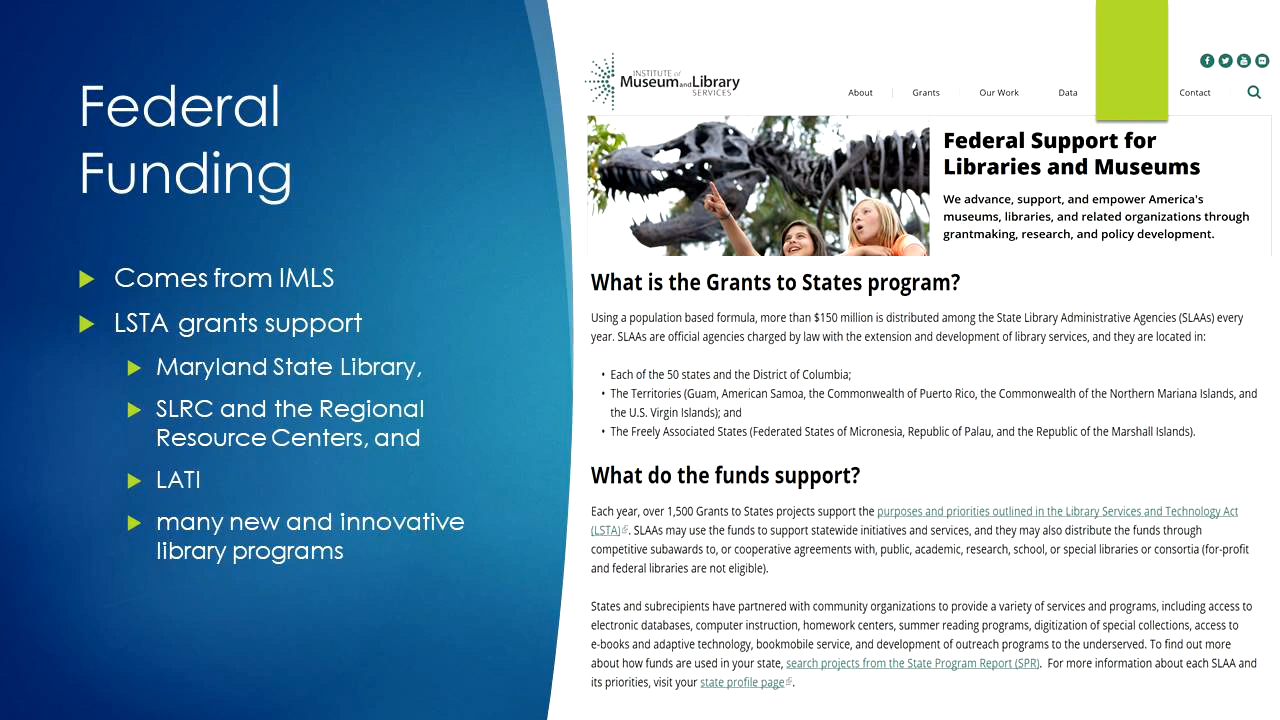 Federal
Funding
Comes from IMLS
LSTA grants support
Maryland State Library,
SLRC and the Regional
Resource Centers, and
LATI
many new and innovative
library programs
INSTITUTE of
Museum and Library
SERVICES
About
Grants
Our Work
Data
Contact
Federal Support for
Libraries and Museums
We advance, support, and empower America's
museums, libraries, and related organizations through
grantmaking, research, and policy development.
What is the Grants to States program?
Using a population based formula, more than $150 million is distributed among the State Library Administrative Agencies (SLAAs) every
year. SLAAs are official agencies charged by law with the extension and development of library services, and they are located in:
• Each of the 50 states and the District of Columbia;
• The Territories (Guam, American Samoa, the Commonwealth of Puerto Rico, the Commonwealth of the Northern Mariana Islands, and
the U.S. Virgin Islands); and
• The Freely Associated States (Federated States of Micronesia, Republic of Palau, and the Republic of the Marshall Islands).
What do the funds support?
Each year, over 1,500 Grants to States projects support the purposes and priorities outlined in the Library Services and Technology Act
(LSTA). SLAAs may use the funds to support statewide initiatives and services, and they may also distribute the funds through
competitive subawards to, or cooperative agreements with, public, academic, research, school, or special libraries or consortia (for-profit
and federal libraries are not eligible).
States and subrecipients have partnered with community organizations to provide a variety of services and programs, including access to
electronic databases, computer instruction, homework centers, summer reading programs, digitization of special collections, access to
e-books and adaptive technology, bookmobile service, and development of outreach programs to the underserved. To find out more
about how funds are used in your state, search projects from the State Program Report (SPR). For more information about each SLAA and
its priorities, visit your state profile page.